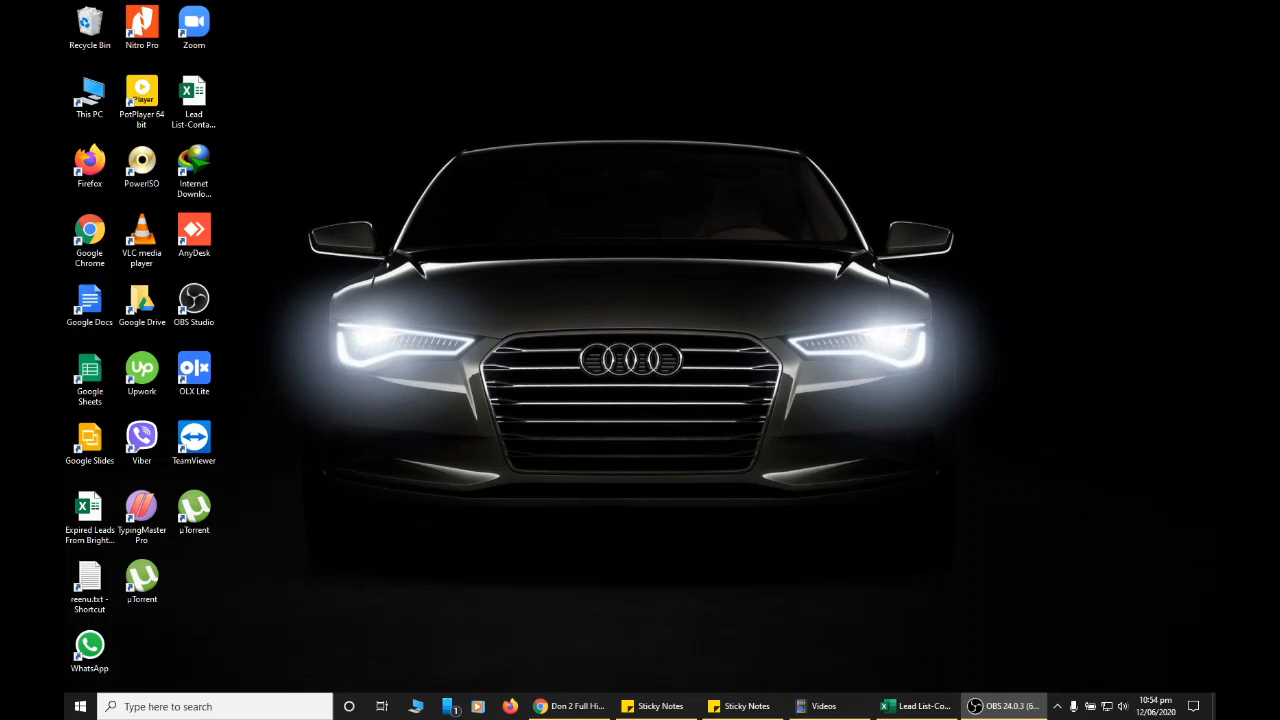 Recycle Bin
Nitro Pro
Zoom
This PC
Player
PotPlayer 64
bit
Lead
List-Conta...
Firefox
PowerISO
Internet
Downlo...
Google
Chrome
VLC media
player
AnyDesk
Google Docs
Google Drive
OBS Studio
Google
Sheets
up
Upwork
olx
OLX Lite
Google Slides
Viber
TeamViewer
Expired Leads
From Bright...
TypingMaster
Pro
µTorrent
reenu.txt -
Shortcut
µTorrent
WhatsApp
Type here to search
1
Don 2 Full Hi...
Sticky Notes
Sticky Notes
Videos
Lead List-Co...
OBS 24.0.3 (6...
10:54 pm
12/06/2020